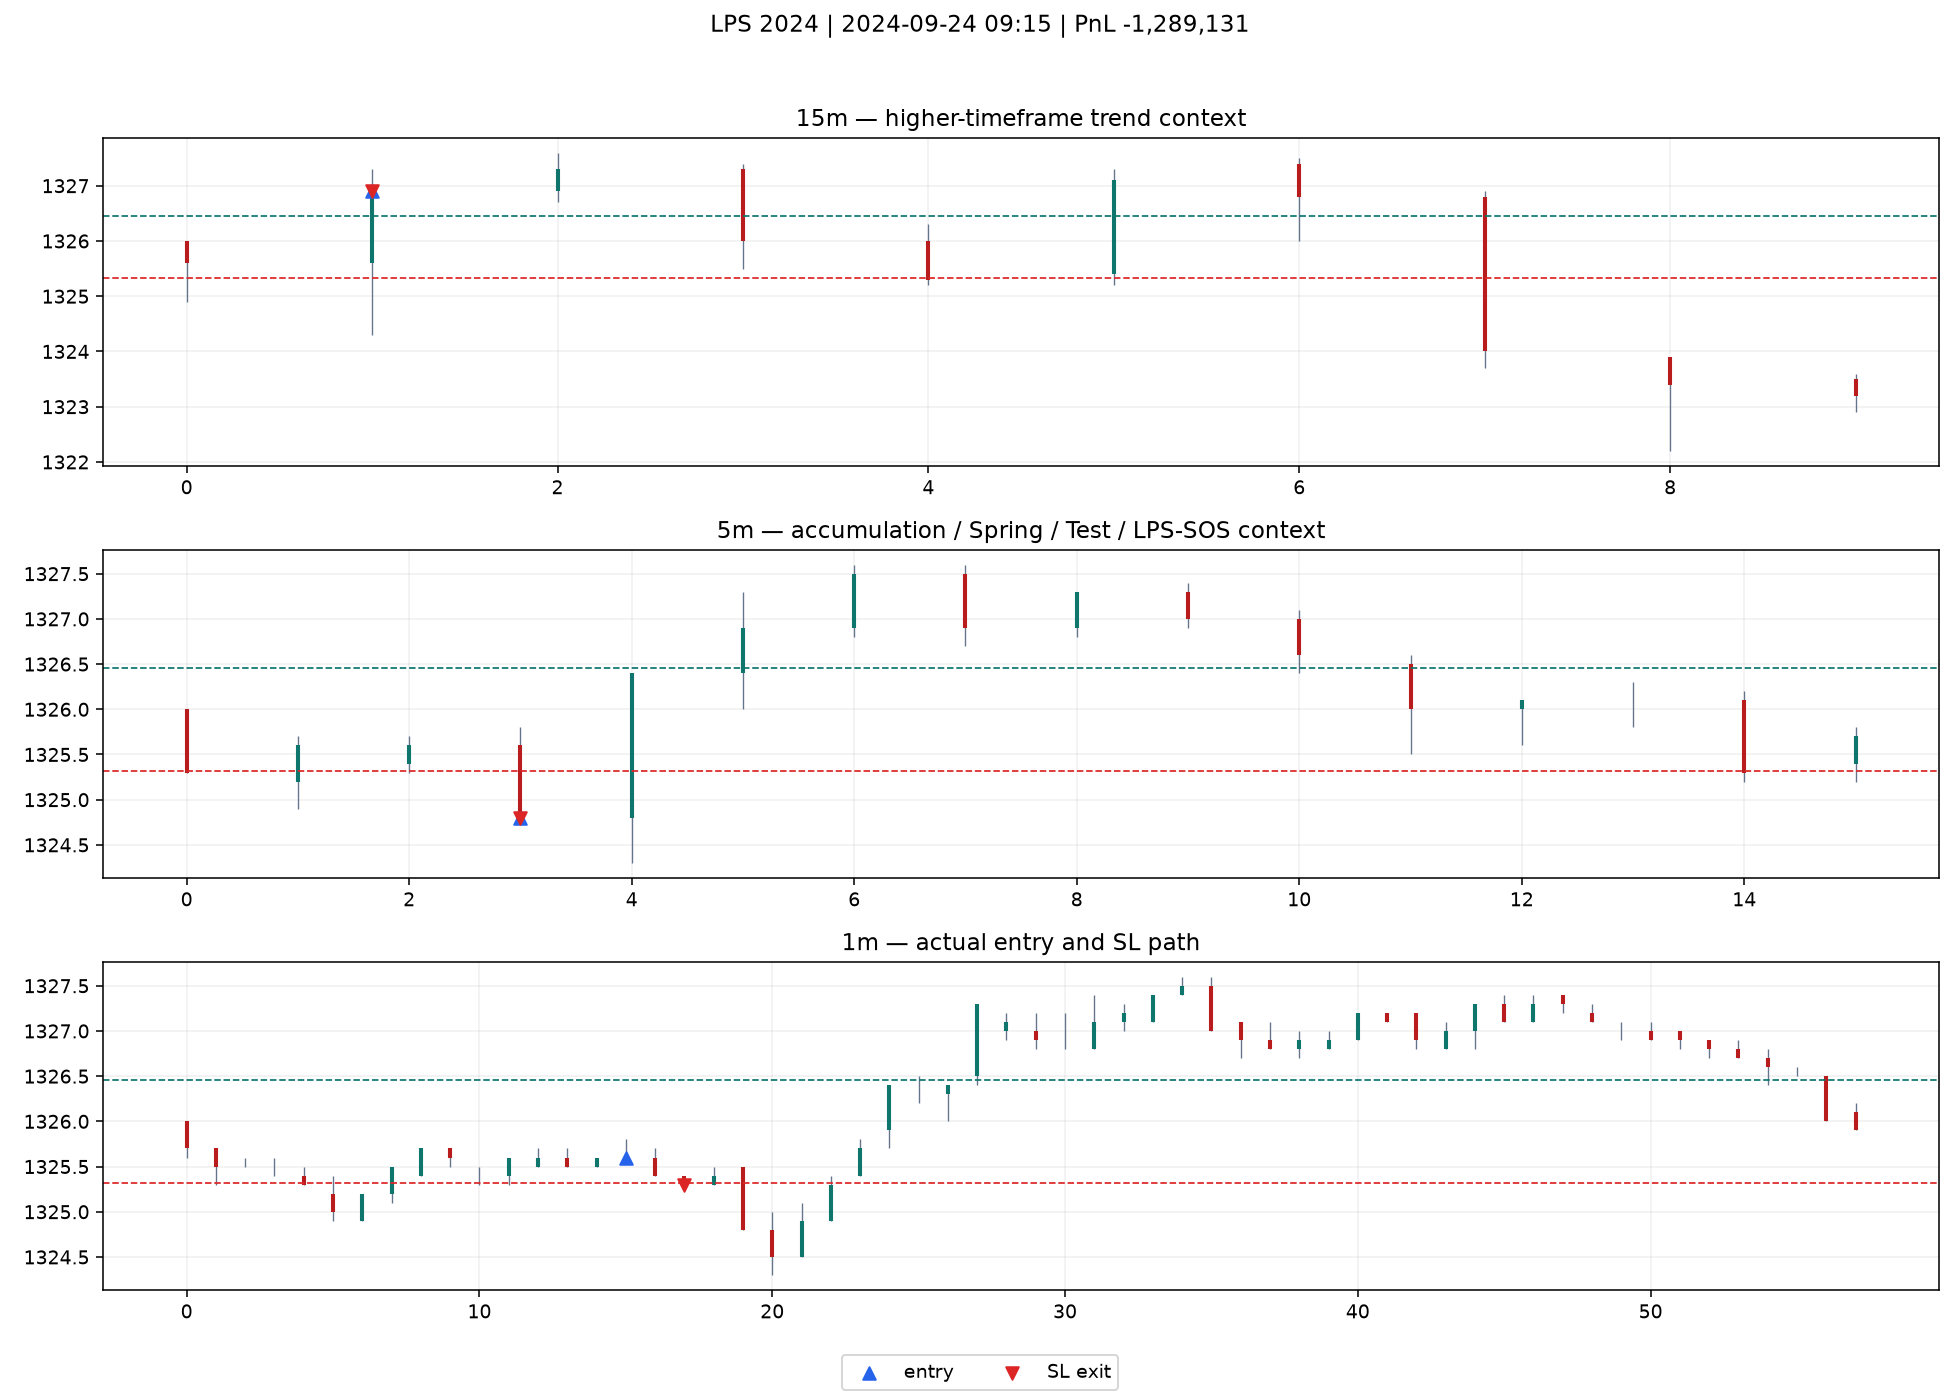 LPS 2024 | 2024-09-24 09:15 | PnL -1,289,131
15m — higher-timeframe trend context
1327
1326
1325
1324
1323
1322
0 2 4 6 8
5m — accumulation / Spring / Test / LPS-SOS context
1327.5
1327.0
1326.5
1326.0
1325.5
1325.0
1324.5
0 2 4 6 8 10 12 14
1m — actual entry and SL path
1327.5
1327.0
1326.5
1326.0
1325.5
1325.0
1324.5
0 10 20 30 40 50
entry SL exit